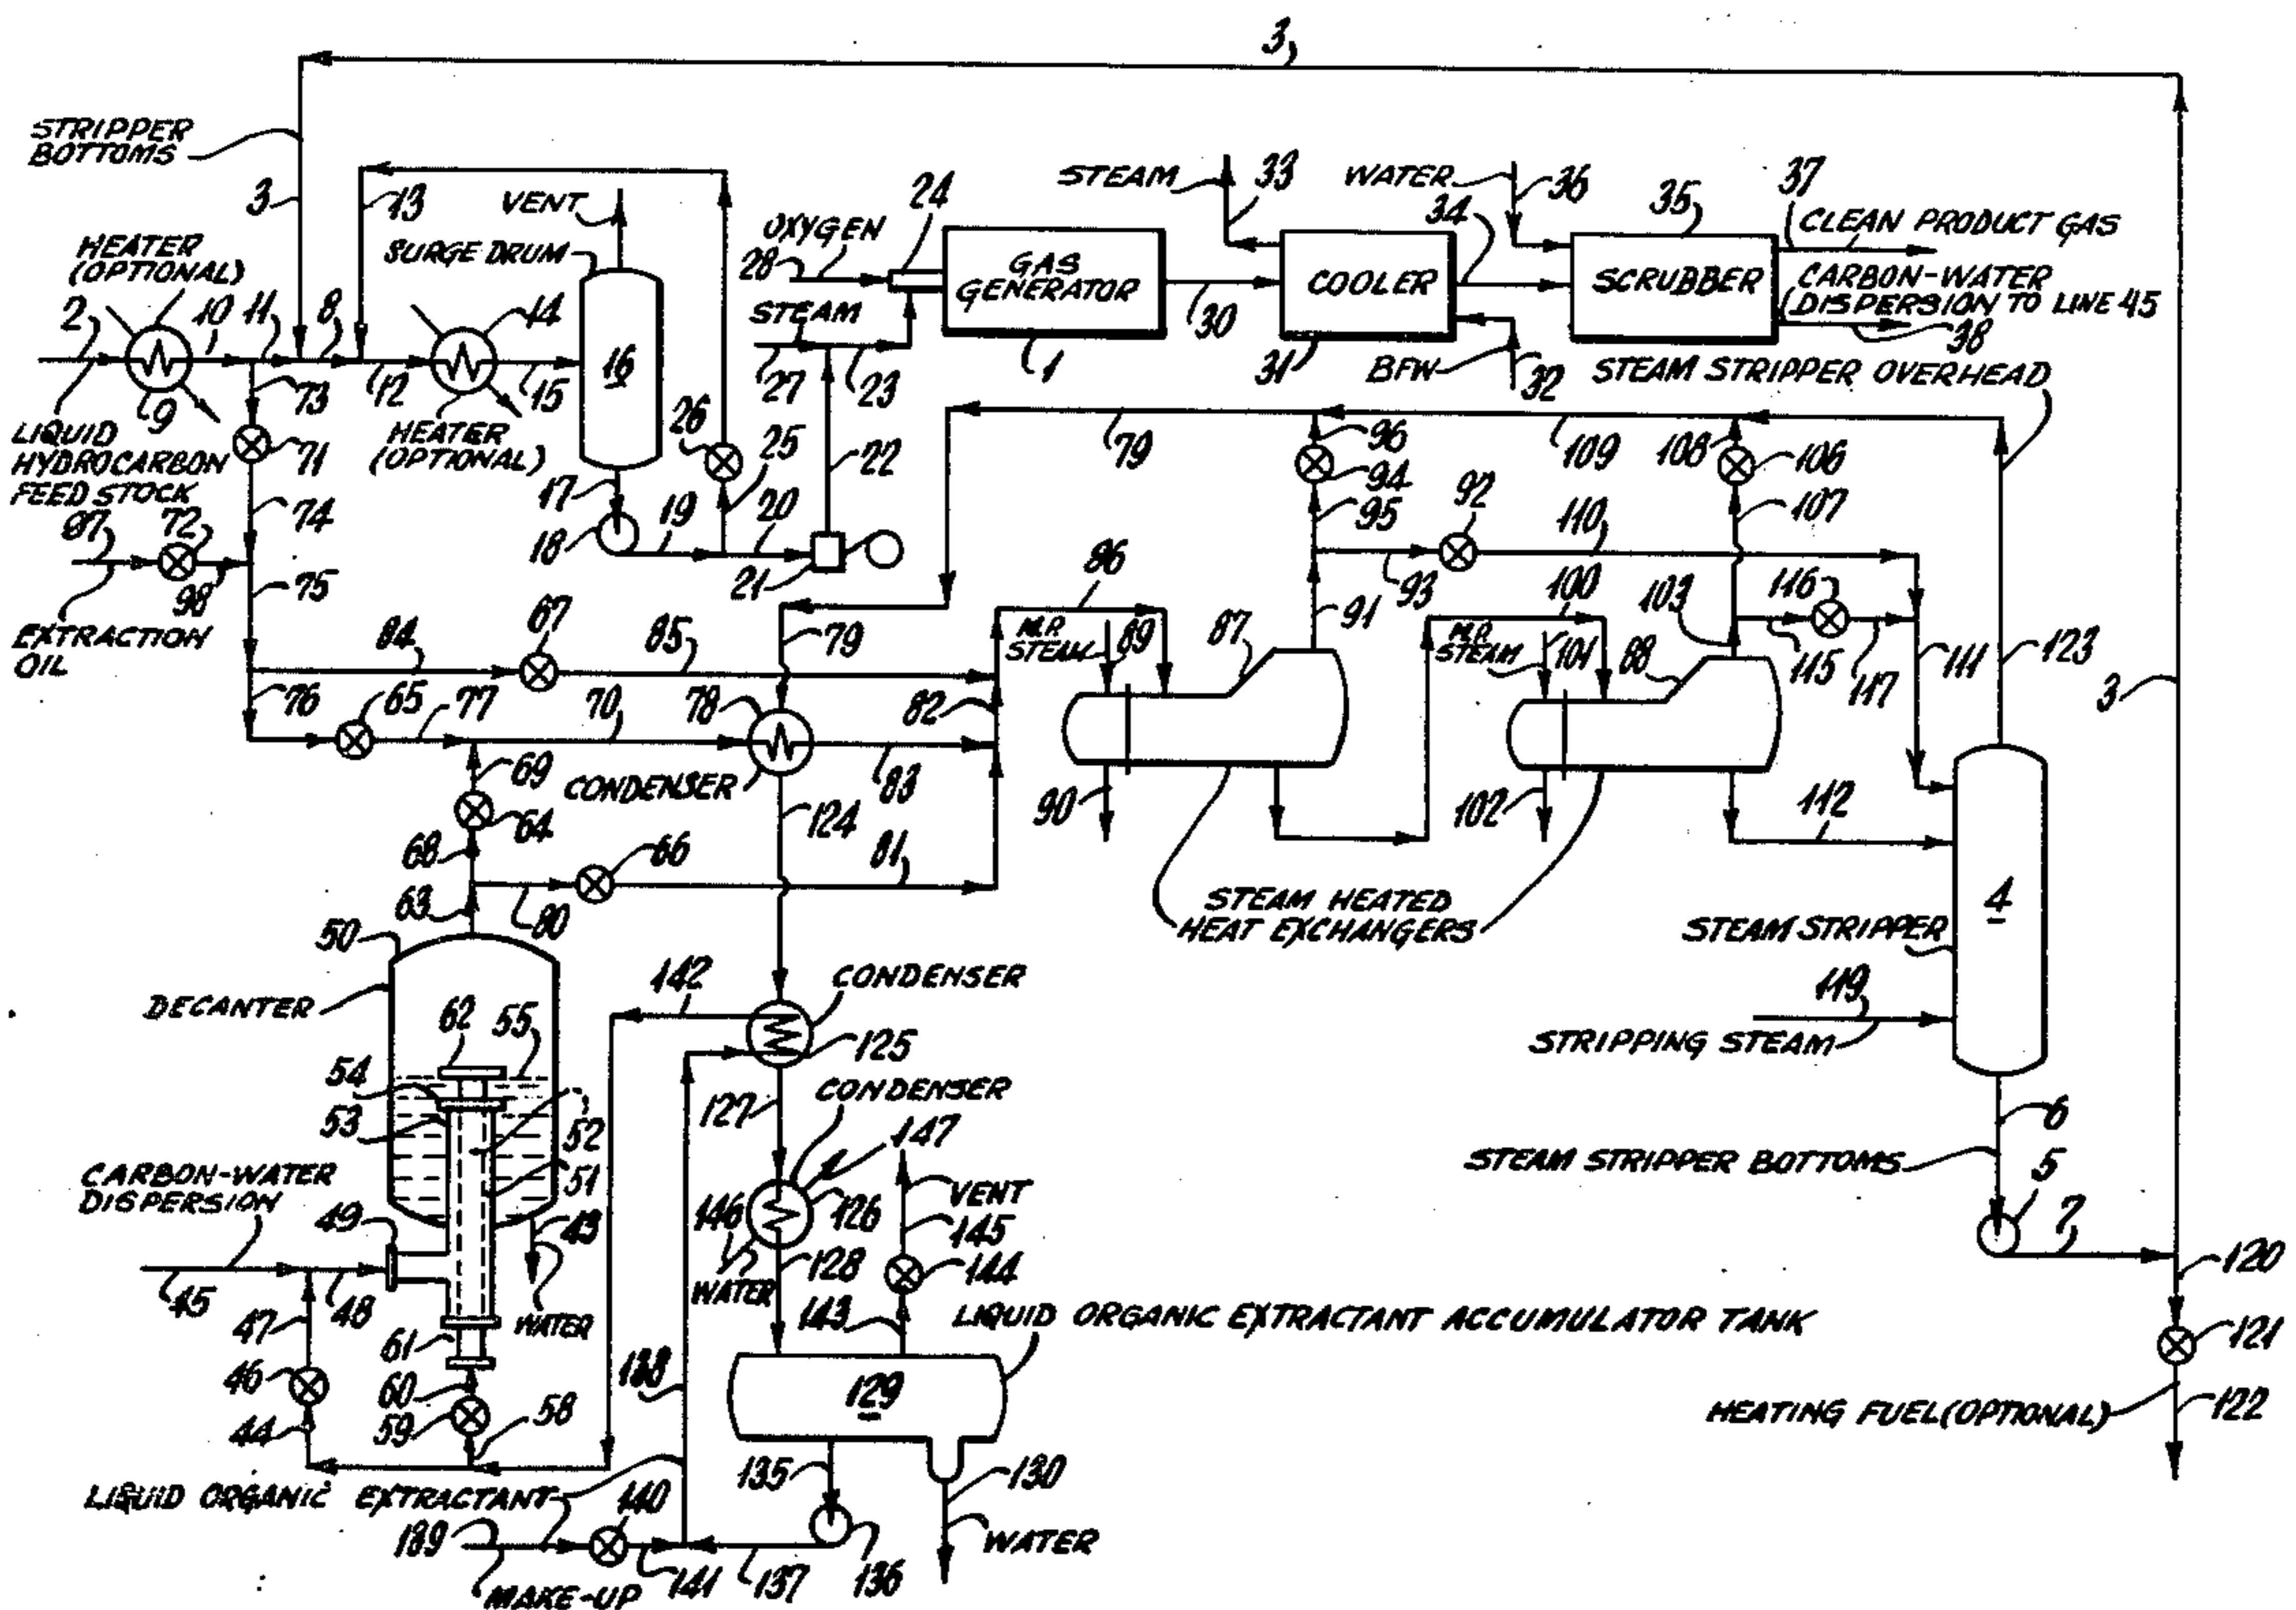 3
STRIPPER
BOTTOMS
3
13
VENT
SURGE DRUM
HEATER
(OPTIONAL)
2
10
11
8
14
16
12
15
9
73
HEATER
(OPTIONAL)
LIQUID
HYDROCARBON
FEED STOCK
71
74
97
72
98
75
EXTRACTION
OIL
17
18
19
26
25
20
21
22
OXYGEN
28
24
STEAM
27
23
GAS
GENERATOR
1
30
STEAM
33
COOLER
31
BFW
32
WATER
36
34
35
SCRUBBER
37
CLEAN PRODUCT GAS
CARBON-WATER
DISPERSION TO LINE 45
38
STEAM STRIPPER OVERHEAD
79
96
94
95
109
108
106
107
92
110
93
91
86
M.P.
STEAM
89
87
90
100
M.P.
STEAM
101
103
88
102
116
115
117
111
123
3
112
84
67
85
79
76
65
77
70
78
82
83
69
CONDENSER
64
68
124
66
81
63
80
50
DECANTER
62
55
54
53
52
51
CARBON-WATER
DISPERSION
49
43
45
48
47
WATER
61
46
60
44
59
58
142
CONDENSER
125
127
CONDENSER
147
146
126
WATER
128
VENT
145
144
143
138
LIQUID ORGANIC EXTRACTANT ACCUMULATOR TANK
129
135
130
WATER
136
LIQUID ORGANIC EXTRACTANT
139
140
141
137
MAKE-UP
STEAM HEATED
HEAT EXCHANGERS
4
STEAM STRIPPER
119
STRIPPING STEAM
6
STEAM STRIPPER BOTTOMS
5
7
120
121
HEATING FUEL (OPTIONAL)
122